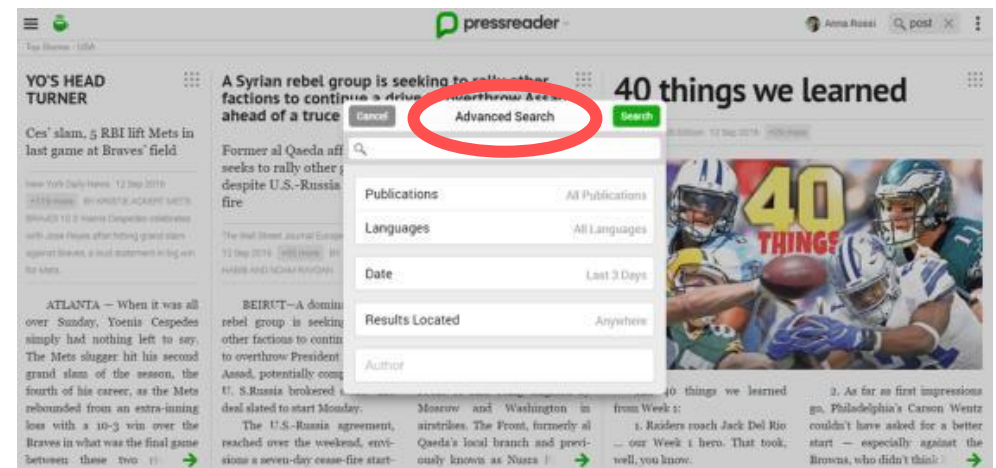 pressreader
Anna Rossi
post
Top Stories - USA
YO'S HEAD
TURNER
Ces' slam, 5 RBI lift Mets in
last game at Braves' field
New York Daily News 12 Sep 2016
BY KRISTIE ACKERT METS
ATLANTA — When it was all
over Sunday, Yoenis Cespedes
simply had nothing left to say.
The Mets slugger hit his second
grand slam of the season, the
fourth of his career, as the Mets
rebounded from an extra-inning
loss with a 10-3 win over the
Braves in what was the final game
between these two
A Syrian rebel group is seeking to rally other
factions to continue a drive overthrow
ahead of a truce
Former al Qaeda
seeks to rally other
despite U.S.-Russia
fire
The Wall Street Journal Europe
12 Sep 2016
BEIRUT—A
rebel group is seeking
other factions to
to overthrow President
Assad, potentially
U. S.Russia brokered
deal slated to start Monday.
The U.S.-Russia agreement,
reached over the weekend, envi-
sions a seven-day cease-fire start-
Moscow and Washington in
airstrikes. The Front, formerly al
Qaeda's local branch and previ-
ously known as Nusra
Cancel
Advanced Search
Search
Publications
All Publications
Languages
All Languages
Date
Last 3 Days
Results Located
Anywhere
Author
40 things we learned
12 Sep 2016
40
THINGS
11
things we learned
from Week 1:
1. Raiders coach Jack Del Rio
... our Week 1 hero. That took,
well, you know.
2. As far as first impressions
go, Philadelphia's Carson Wentz
couldn't have asked for a better
start — especially against the
Browns, who didn't think